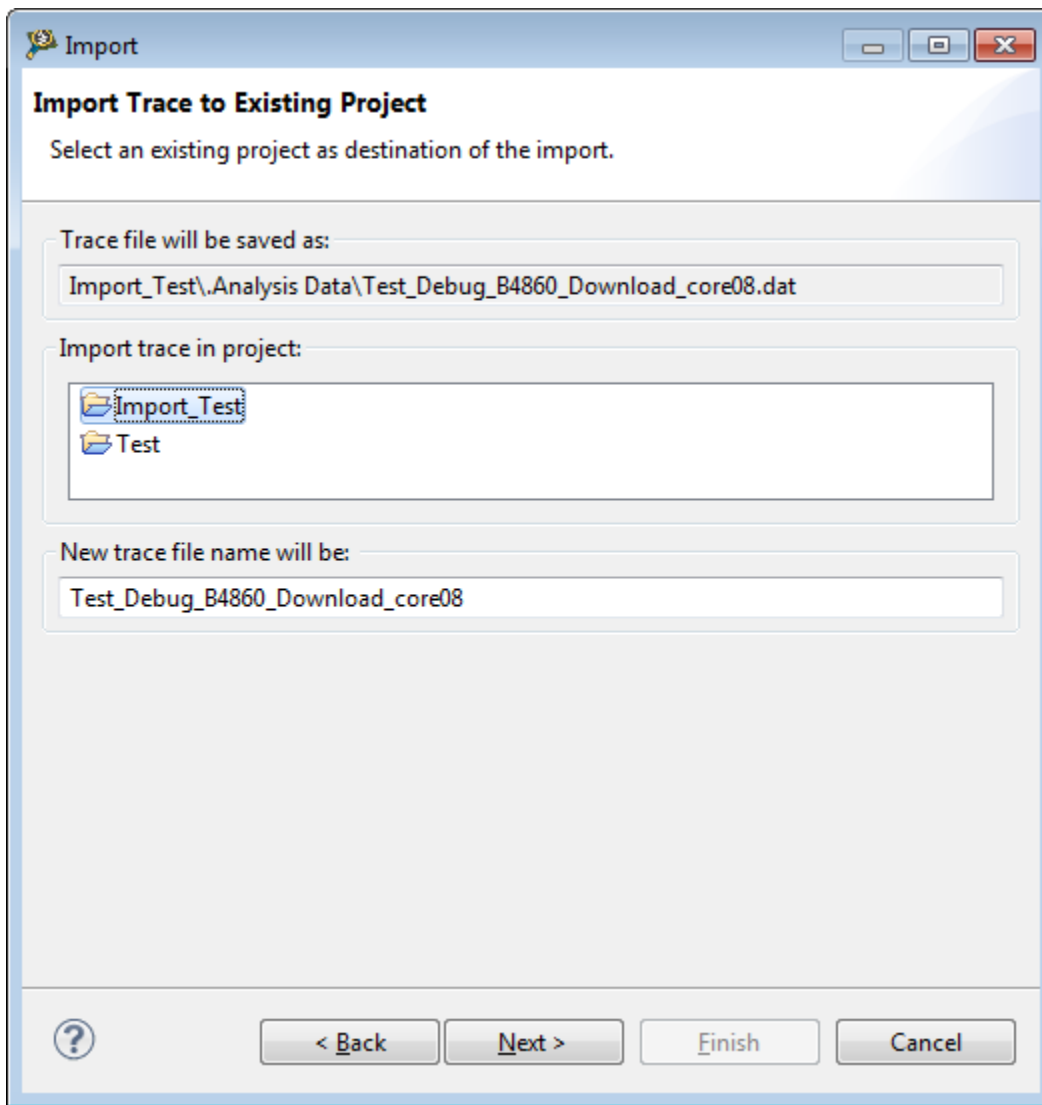 Import
Import Trace to Existing Project
Select an existing project as destination of the import.
Trace file will be saved as:
Import_Test\.Analysis Data\Test_Debug_B4860_Download_core08.dat
Import trace in project:
Import_Test
Test
New trace file name will be:
Test_Debug_B4860_Download_core08
? < Back Next > Finish Cancel